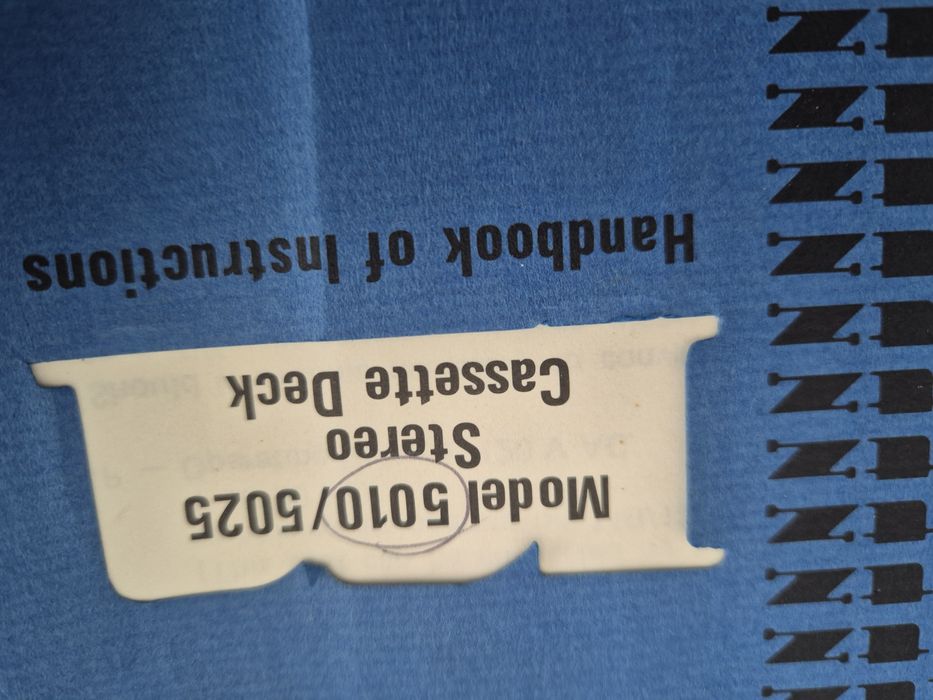 Model 5010/5025
Stereo
Cassette Deck
Handbook of Instructions